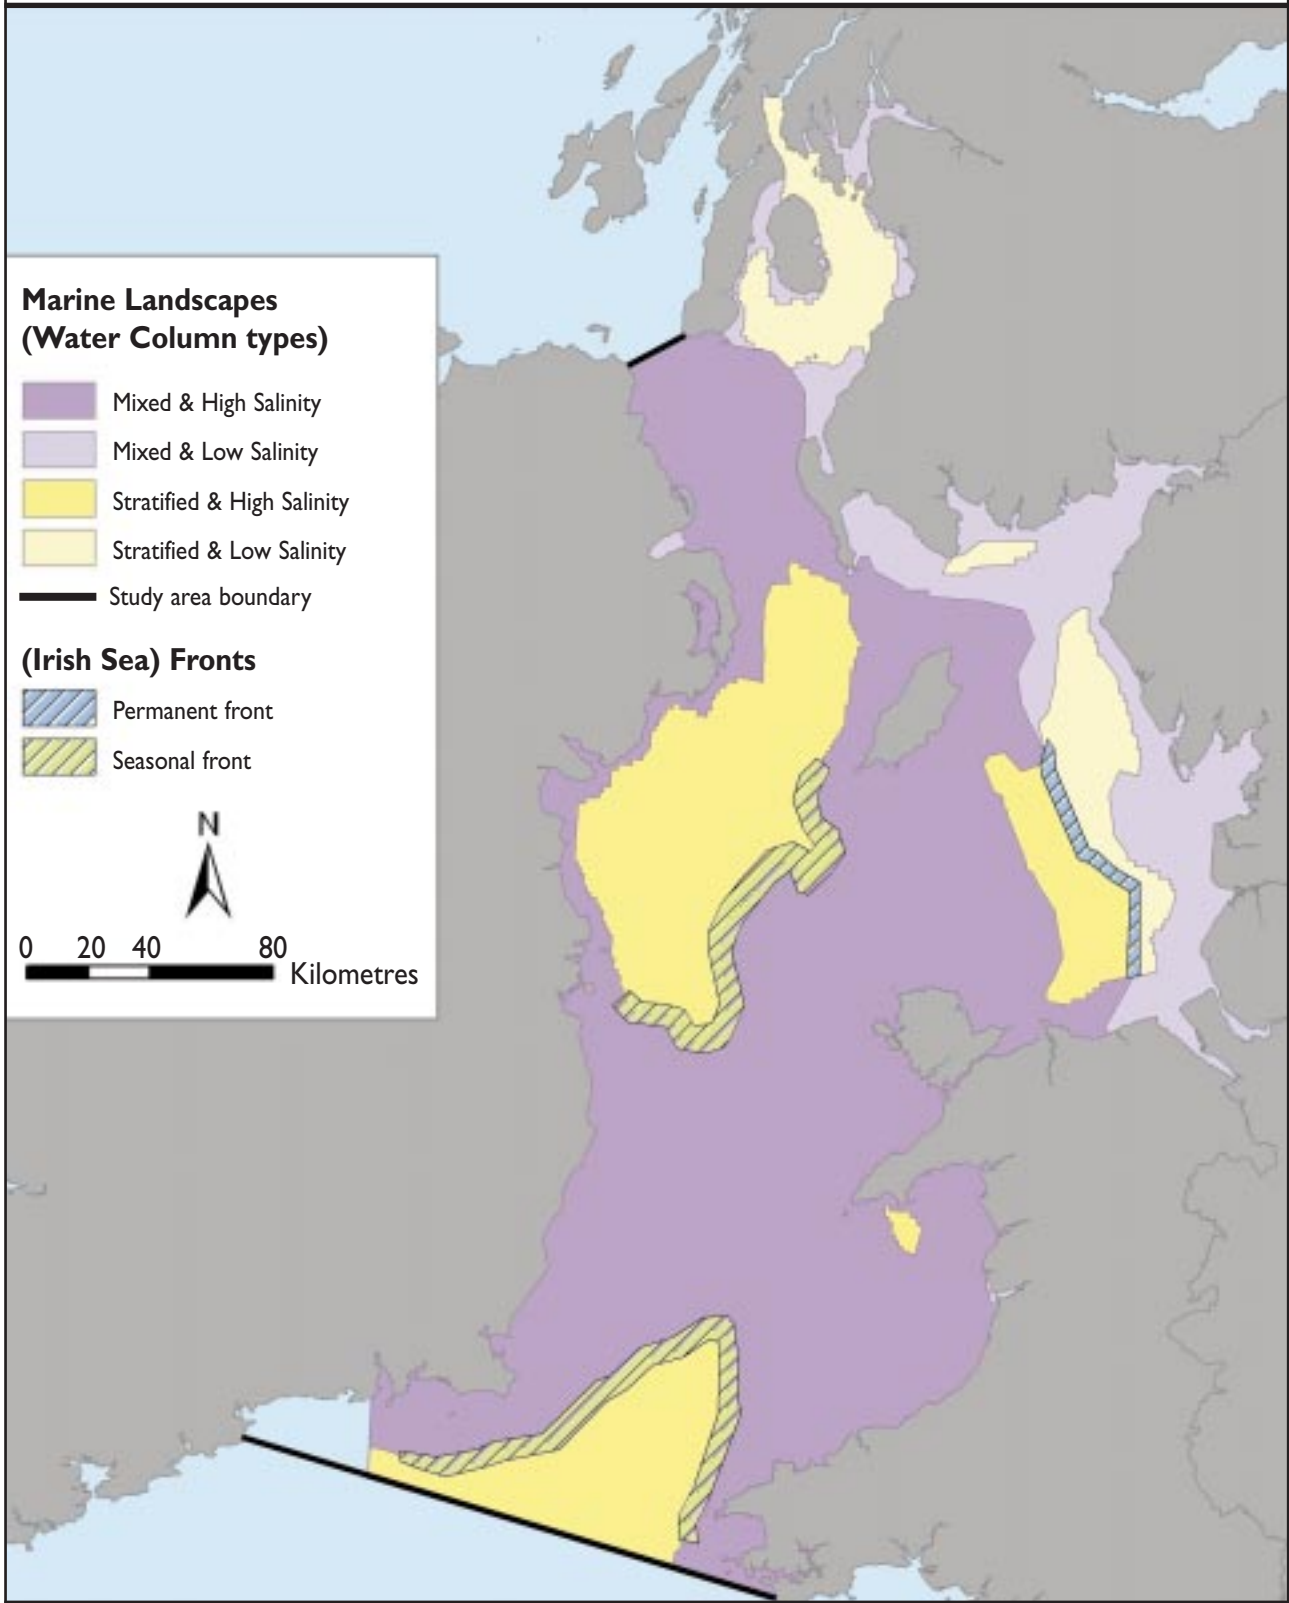 Marine Landscapes
(Water Column types)
Mixed & High Salinity
Mixed & Low Salinity
Stratified & High Salinity
Stratified & Low Salinity
Study area boundary
(Irish Sea) Fronts
Permanent front
Seasonal front
N
0 20 40 80
Kilometres